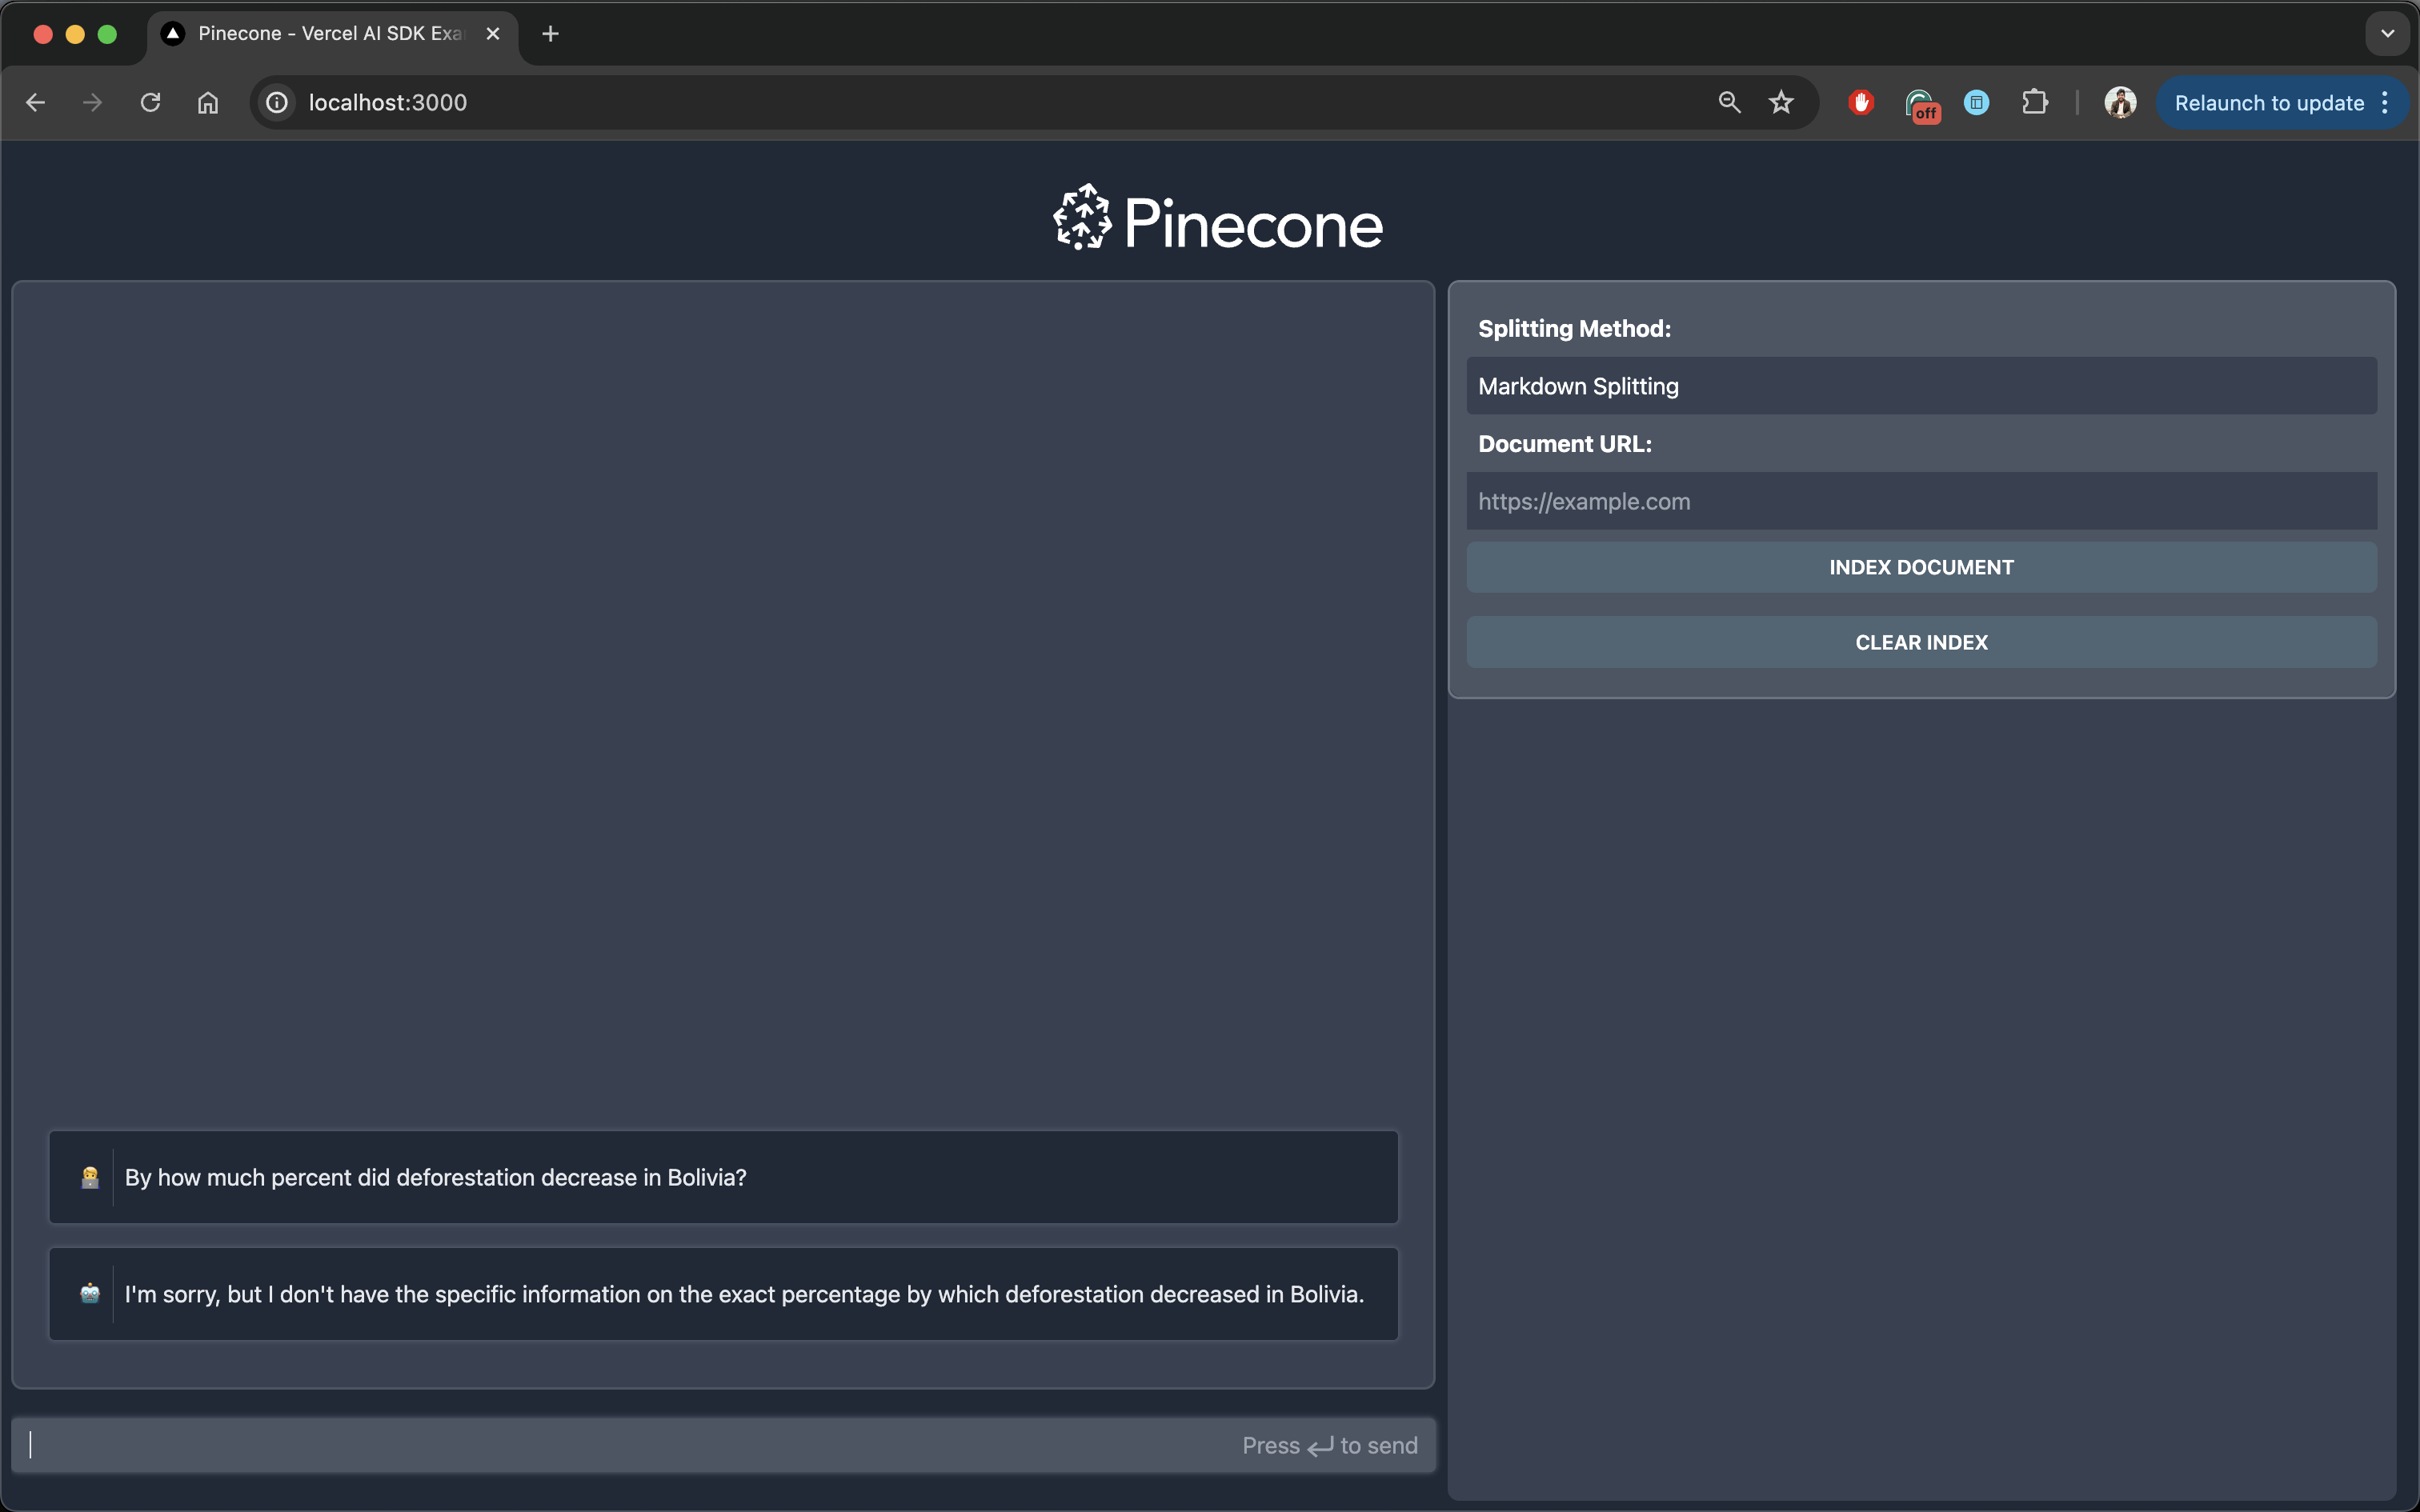 Pinecone - Vercel AI SDK Exa
localhost:3000
off
Relaunch to update
Pinecone
Splitting Method:
Markdown Splitting
Document URL:
https://example.com
INDEX DOCUMENT
CLEAR INDEX
By how much percent did deforestation decrease in Bolivia?
I'm sorry, but I don't have the specific information on the exact percentage by which deforestation decreased in Bolivia.
Press ↵ to send